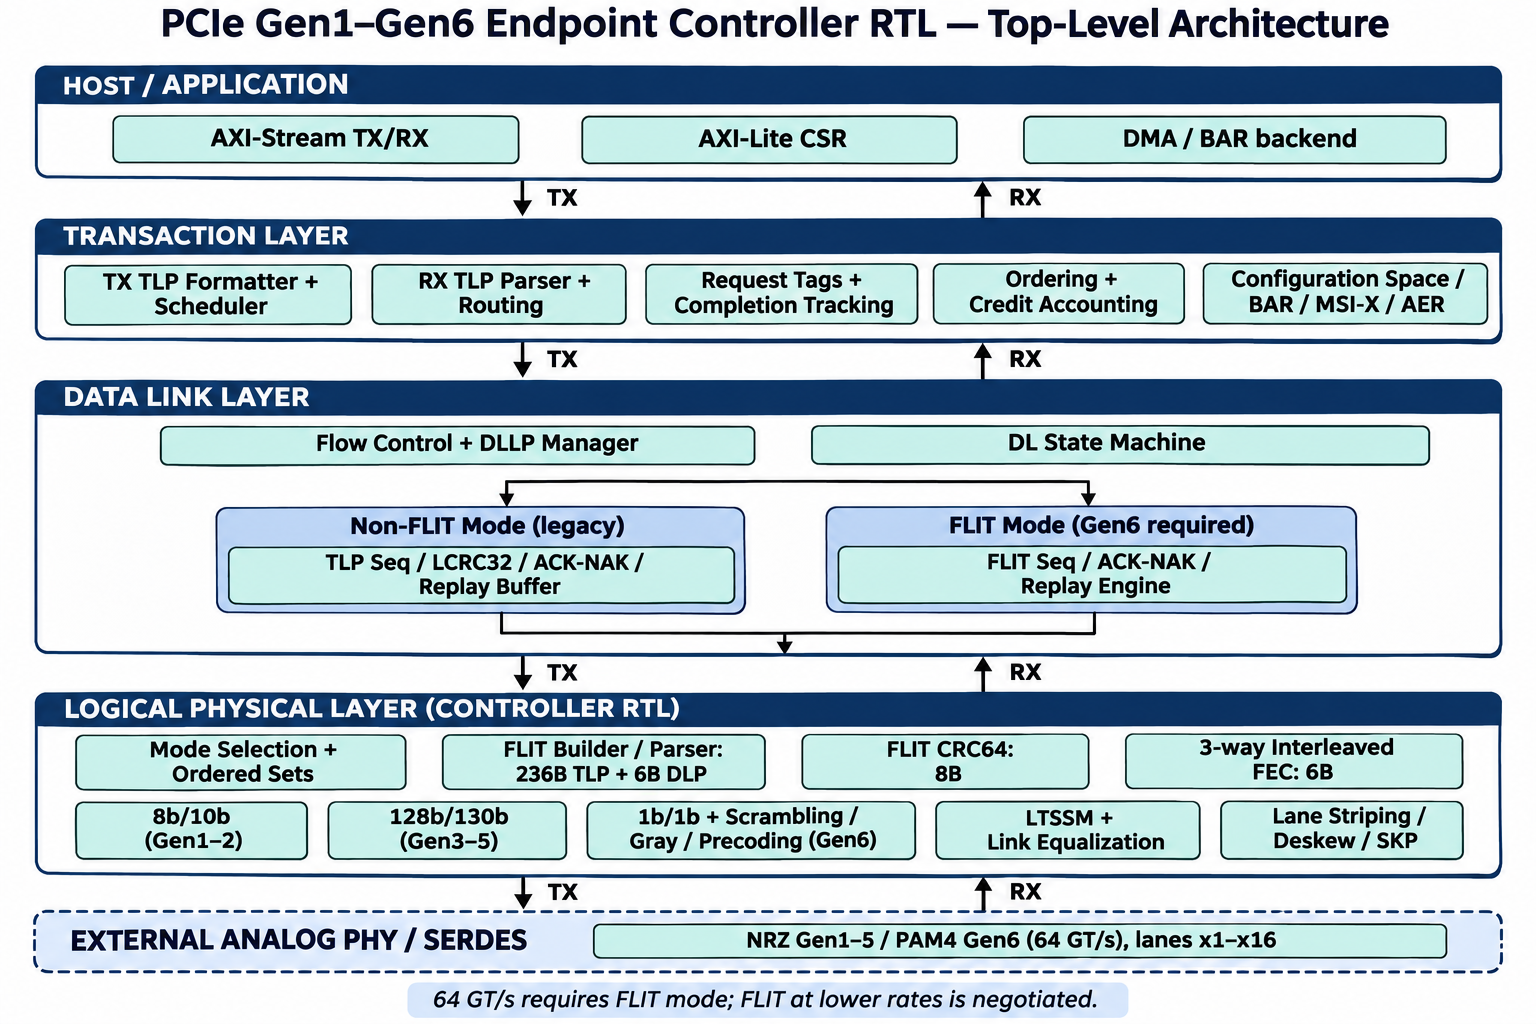 PCIe Gen1–Gen6 Endpoint Controller RTL — Top-Level Architecture
HOST / APPLICATION
AXI-Stream TX/RX
AXI-Lite CSR
DMA / BAR backend
TX
RX
TRANSACTION LAYER
TX TLP Formatter +
Scheduler
RX TLP Parser +
Routing
Request Tags +
Completion Tracking
Ordering +
Credit Accounting
Configuration Space /
BAR / MSI-X / AER
TX
RX
DATA LINK LAYER
Flow Control + DLLP Manager
DL State Machine
Non-FLIT Mode (legacy)
TLP Seq / LCRC32 / ACK-NAK /
Replay Buffer
FLIT Mode (Gen6 required)
FLIT Seq / ACK-NAK /
Replay Engine
TX
RX
LOGICAL PHYSICAL LAYER (CONTROLLER RTL)
Mode Selection +
Ordered Sets
FLIT Builder / Parser:
236B TLP + 6B DLP
FLIT CRC64:
8B
3-way Interleaved
FEC: 6B
8b/10b
(Gen1–2)
128b/130b
(Gen3–5)
1b/1b + Scrambling /
Gray / Precoding (Gen6)
LTSSM +
Link Equalization
Lane Striping /
Deskew / SKP
TX
RX
EXTERNAL ANALOG PHY / SERDES
NRZ Gen1–5 / PAM4 Gen6 (64 GT/s), lanes x1–x16
64 GT/s requires FLIT mode; FLIT at lower rates is negotiated.